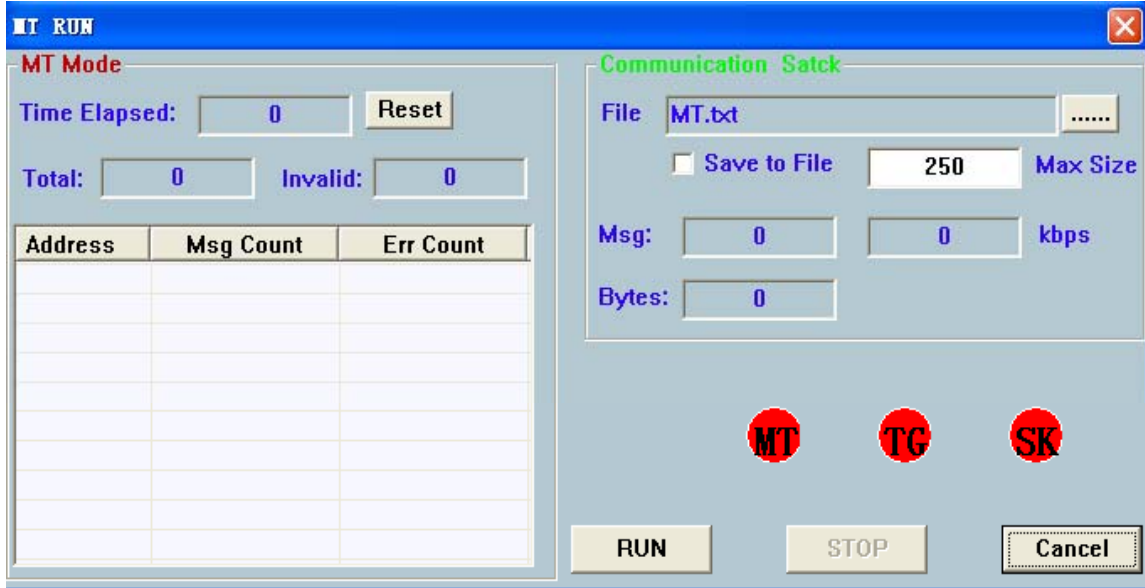 MT RUN
MT Mode
Time Elapsed: 0 Reset
Total: 0 Invalid: 0
Address Msg Count Err Count
Communication Satck
File MT.txt ......
Save to File 250 Max Size
Msg: 0 0 kbps
Bytes: 0
MT TG SK
RUN STOP Cancel